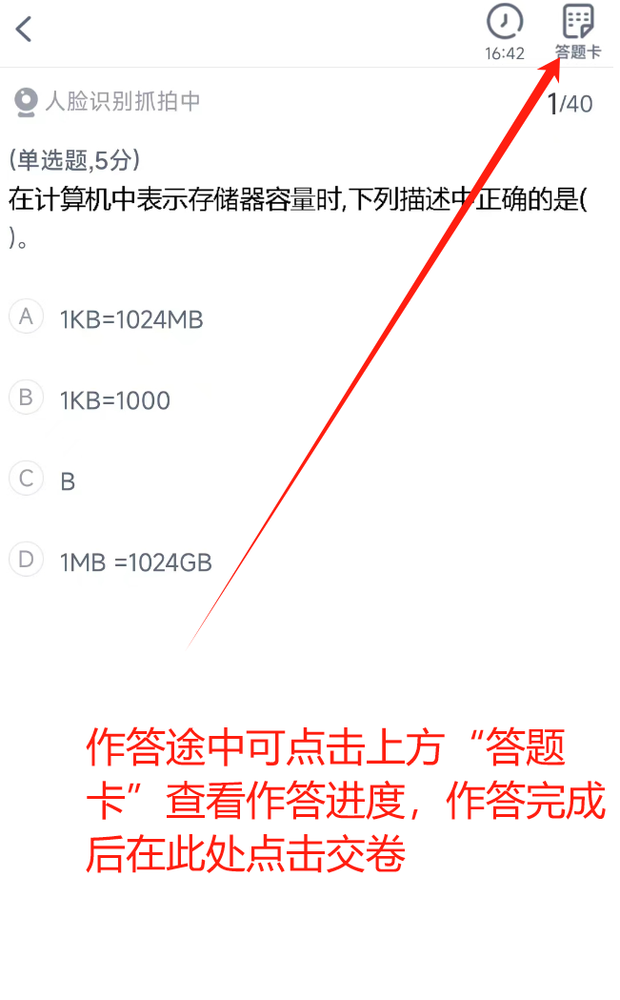 16:42
答题卡
人脸识别抓拍中
1/40
(单选题,5分)
在计算机中表示存储器容量时,下列描述中正确的是(
)。
A 1KB=1024MB
B 1KB=1000
C B
D 1MB =1024GB
作答途中可点击上方“答题
卡”查看作答进度，作答完成
后在此处点击交卷